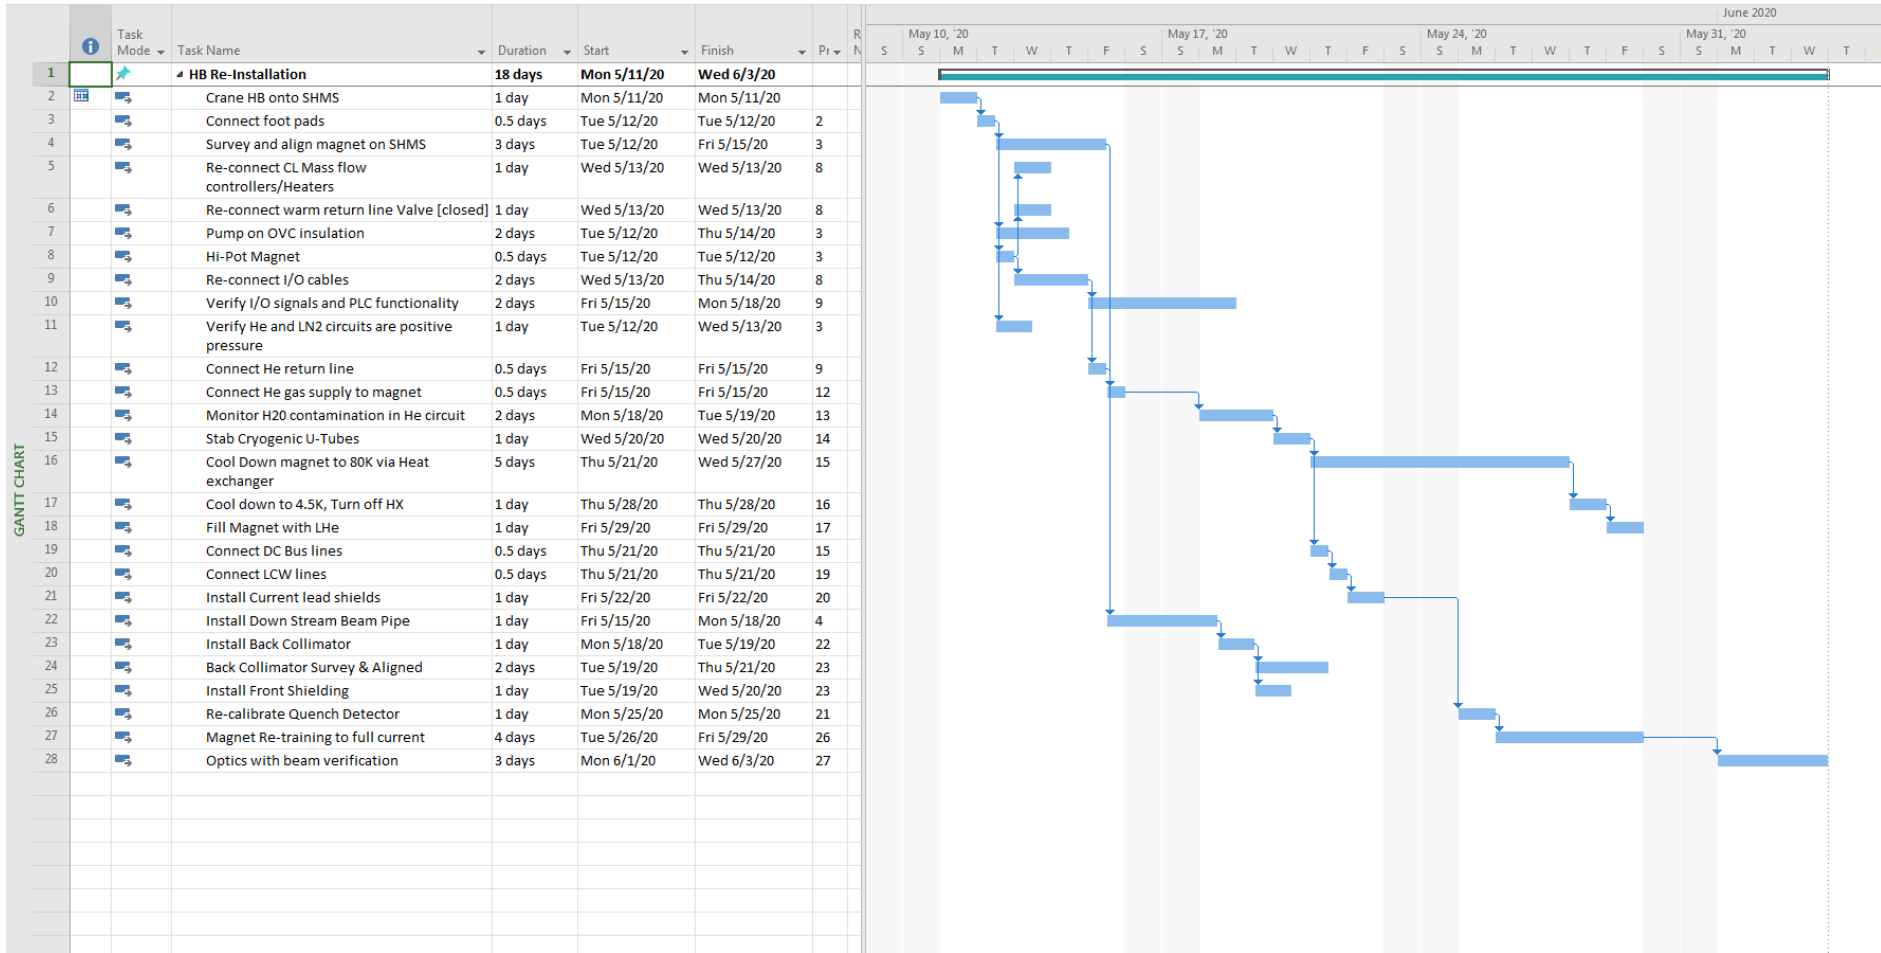 June 2020
Task
R
May 10, '20 May 17, '20 May 24, '20 May 31, '20
Mode Task Name Duration Start Finish Pr N S S M T W T F S S M T W T F S S M T W T F S S M T W T
1 HB Re-Installation 18 days Mon 5/11/20 Wed 6/3/20
2 Crane HB onto SHMS 1 day Mon 5/11/20 Mon 5/11/20
3 Connect foot pads 0.5 days Tue 5/12/20 Tue 5/12/20 2
4 Survey and align magnet on SHMS 3 days Tue 5/12/20 Fri 5/15/20 3
5 Re-connect CL Mass flow 1 day Wed 5/13/20 Wed 5/13/20 8
controllers/Heaters
6 Re-connect warm return line Valve [closed] 1 day Wed 5/13/20 Wed 5/13/20 8
7 Pump on OVC insulation 2 days Tue 5/12/20 Thu 5/14/20 3
8 Hi-Pot Magnet 0.5 days Tue 5/12/20 Tue 5/12/20 3
9 Re-connect I/O cables 2 days Wed 5/13/20 Thu 5/14/20 8
10 Verify I/O signals and PLC functionality 2 days Fri 5/15/20 Mon 5/18/20 9
11 Verify He and LN2 circuits are positive 1 day Tue 5/12/20 Wed 5/13/20 3
pressure
12 Connect He return line 0.5 days Fri 5/15/20 Fri 5/15/20 9
13 Connect He gas supply to magnet 0.5 days Fri 5/15/20 Fri 5/15/20 12
14 Monitor H20 contamination in He circuit 2 days Mon 5/18/20 Tue 5/19/20 13
15 Stab Cryogenic U-Tubes 1 day Wed 5/20/20 Wed 5/20/20 14
16 Cool Down magnet to 80K via Heat 5 days Thu 5/21/20 Wed 5/27/20 15
exchanger
17 Cool down to 4.5K, Turn off HX 1 day Thu 5/28/20 Thu 5/28/20 16
18 Fill Magnet with LHe 1 day Fri 5/29/20 Fri 5/29/20 17
19 Connect DC Bus lines 0.5 days Thu 5/21/20 Thu 5/21/20 15
20 Connect LCW lines 0.5 days Thu 5/21/20 Thu 5/21/20 19
21 Install Current lead shields 1 day Fri 5/22/20 Fri 5/22/20 20
22 Install Down Stream Beam Pipe 1 day Fri 5/15/20 Mon 5/18/20 4
23 Install Back Collimator 1 day Mon 5/18/20 Tue 5/19/20 22
24 Back Collimator Survey & Aligned 2 days Tue 5/19/20 Thu 5/21/20 23
25 Install Front Shielding 1 day Tue 5/19/20 Wed 5/20/20 23
26 Re-calibrate Quench Detector 1 day Mon 5/25/20 Mon 5/25/20 21
27 Magnet Re-training to full current 4 days Tue 5/26/20 Fri 5/29/20 26
28 Optics with beam verification 3 days Mon 6/1/20 Wed 6/3/20 27
GANTT CHART